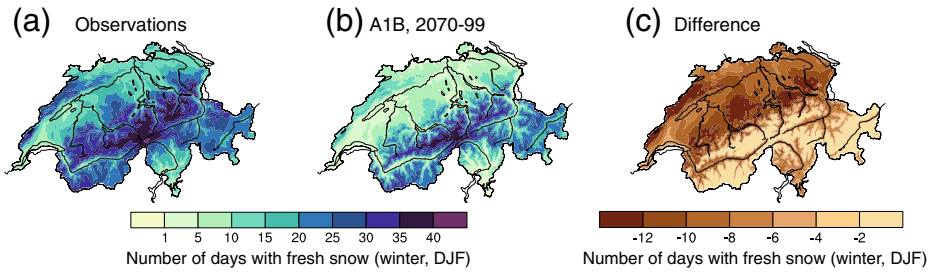 (a) Observations
(b) A1B, 2070-99
(c) Difference
1 5 10 15 20 25 30 35 40
Number of days with fresh snow (winter, DJF)
-12 -10 -8 -6 -4 -2
Number of days with fresh snow (winter, DJF)